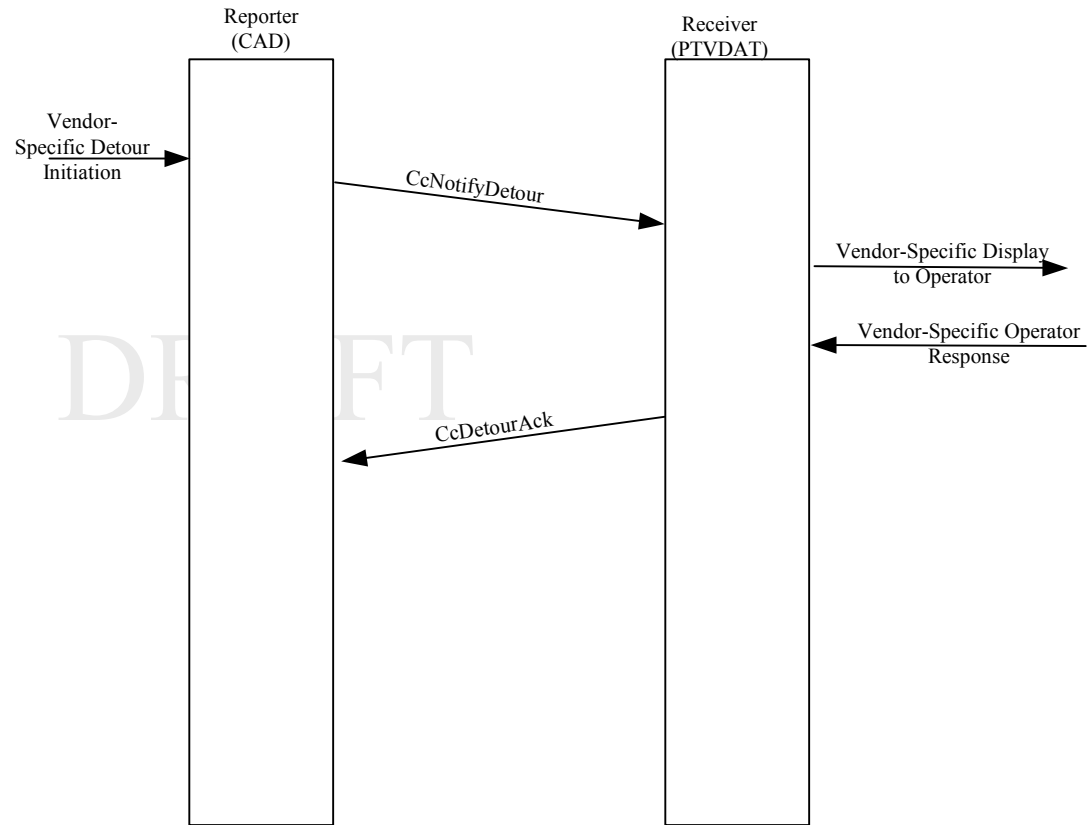 Reporter
(CAD)
Receiver
(PTVDAT)
Vendor-
Specific Detour
Initiation
CcNotifyDetour
Vendor-Specific Display
to Operator
Vendor-Specific Operator
Response
DRAFT
CcDetourAck